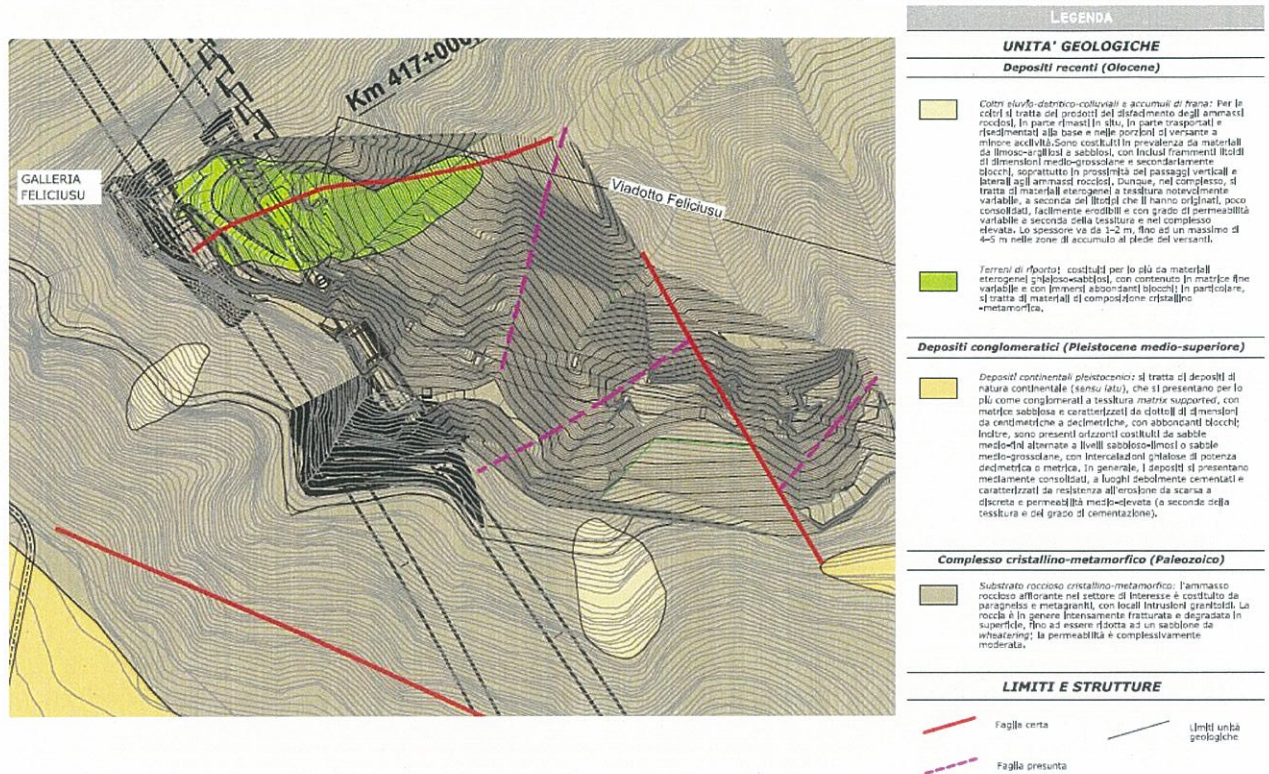 Km 417+000
GALLERIA
FELICIUSU
Viadotto Feliciusu
LEGENDA
UNITA' GEOLOGICHE
Depositi recenti (Olocene)
Coltri eluvio-detritico-colluviali e accumuli di frana: Per le
coltri si tratta dei prodotti del disfacimento degli ammassi
rocciosi, in parte rimasti in situ, in parte trasportati e
risedimentati alla base e nelle porzioni di versante a
minore acclività.Sono costituiti in prevalenza da materiali
da limoso-argillosi a sabbiosi, con inclusi frammenti litoidi
di dimensioni medio-grossolane e secondariamente
blocchi, soprattutto in prossimità dei passaggi verticali e
laterali agli ammassi rocciosi. Dunque, nel complesso, si
tratta di materiali eterogenei a tessitura notevolmente
variabile, a seconda dei litotipi che li hanno originati, poco
consolidati, facilmente erodibili e con grado di permeabilità
variabile a seconda della tessitura e nel complesso
elevata. Lo spessore va da 1-2 m, fino ad un massimo di
4-5 m nelle zone di accumulo al piede dei versanti.
Terreni di riporto: costituiti per lo più da materiali
eterogenei ghiaioso-sabbiosi, con contenuto in matrice fine
variabile e con immersi abbondanti blocchi; in particolare,
si tratta di materiali di composizione cristallino
-metamorfica.
Depositi conglomeratici (Pleistocene medio-superiore)
Depositi continentali pleistocenici: si tratta di depositi di
natura continentale (sensu latu), che si presentano per lo
più come conglomerati a tessitura matrix supported, con
matrice sabbiosa e caratterizzati da ciottoli di dimensioni
da centimetriche a decimetriche, con abbondanti blocchi;
inoltre, sono presenti orizzonti costituiti da sabbie
medio-fini alternate a livelli sabbioso-limosi o sabbie
medio-grossolane, con intercalazioni ghiaiose di potenza
decimetrica o metrica. In generale, i depositi si presentano
mediamente consolidati, a luoghi debolmente cementati e
caratterizzati da resistenza all'erosione da scarsa a
discreta e permeabilità medio-elevata (a seconda della
tessitura e del grado di cementazione).
Complesso cristallino-metamorfico (Paleozoico)
Substrato roccioso cristallino-metamorfico: l'ammasso
roccioso affiorante nel settore di interesse è costituito da
paragneiss e metagraniti, con locali intrusioni granitoidi. La
roccia è in genere intensamente fratturata e degradata in
superficie, fino ad essere ridotta ad un sabbione da
wheatering; la permeabilità è complessivamente
moderata.
LIMITI E STRUTTURE
Faglia certa
Limiti unità
geologiche
Faglia presunta